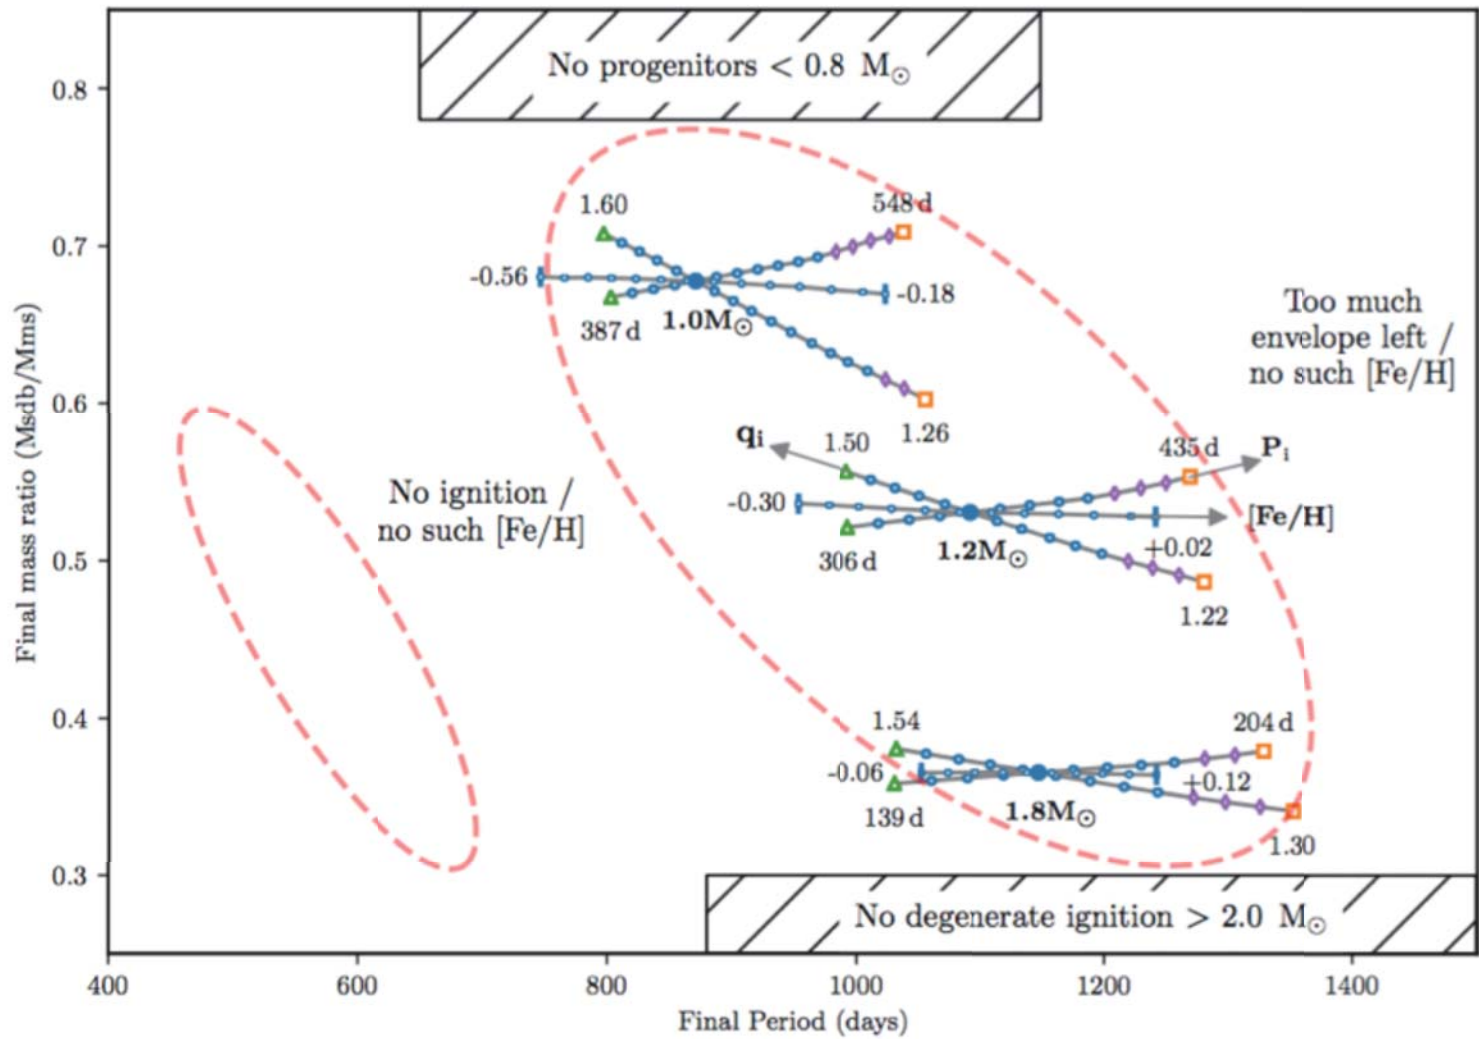 No progenitors < 0.8 M☉
0.8
0.7
0.6
0.5
0.4
0.3
Final mass ratio (Msdb/Mms)
1.60
548 d
-0.56
-0.18
387 d
1.0M☉
1.26
Too much
envelope left /
no such [Fe/H]
No ignition /
no such [Fe/H]
qi
1.50
435 d
Pi
-0.30
[Fe/H]
306 d
1.2M☉
+0.02
1.22
1.54
204 d
-0.06
+0.12
139 d
1.8M☉
1.30
No degenerate ignition > 2.0 M☉
400
600
800
1000
1200
1400
Final Period (days)